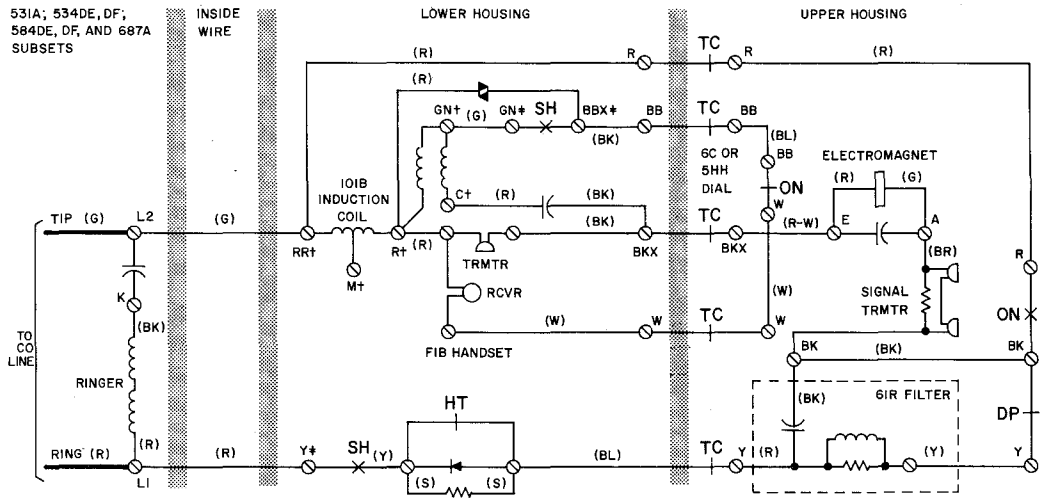 531A; 534DE, DF;
584DE, DF, AND 687A
SUBSETS
INSIDE
WIRE
LOWER HOUSING
UPPER HOUSING
R
TC
R
(R)
(R)
(R)
GN†
(G)
GN‡
SH
BBX‡
(BK)
BB
TC
BB
(BL)
BB
6C OR
5HH
DIAL
ON
W
ELECTROMAGNET
(R)
(G)
101B
INDUCTION
COIL
C†
(R)
(BK)
(BK)
TIP (G)
L2
(G)
RR†
R†
(R)
TRMTR
BKX
TC
BKX
(R-W)
E
A
(BR)
M†
RCVR
(W)
SIGNAL
TRMTR
R
ON
K
(BK)
TO
CO
LINE
RINGER
(W)
W
TC
W
F1B HANDSET
BK
(BK)
BK
(BK)
61R FILTER
DP
HT
RING (R)
(R)
L1
(R)
Y‡
SH
(Y)
(S)
(S)
(BL)
TC
Y
(R)
(Y)
Y